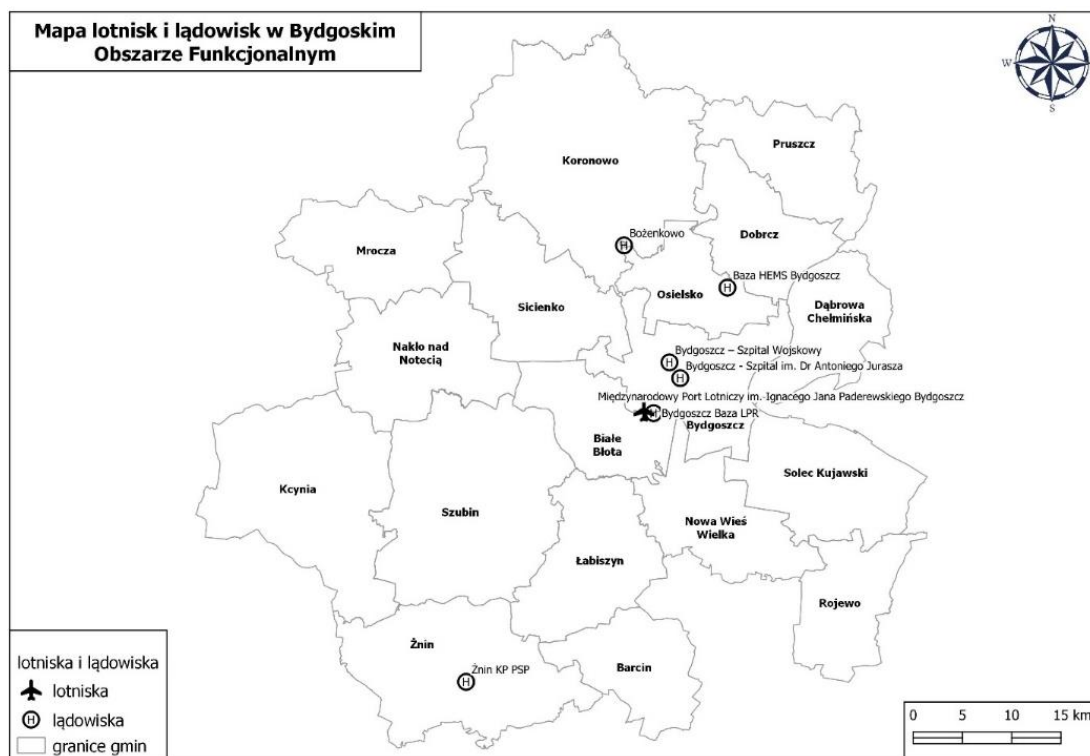 Mapa lotnisk i lądowisk w Bydgoskim
Obszarze Funkcjonalnym
N
W
E
S
Pruszcz
Koronowo
Dobrcz
Bożenkowo
Mrocza
Baza HEMS Bydgoszcz
Osielsko
Sicienko
Dąbrowa
Chełmińska
Nakło nad
Notecią
Bydgoszcz – Szpital Wojskowy
Bydgoszcz - Szpital im. Dr Antoniego Jurasza
Międzynarodowy Port Lotniczy im. Ignacego Jana Paderewskiego Bydgoszcz
Bydgoszcz Baza LPR
Bydgoszcz
Białe
Błota
Solec Kujawski
Kcynia
Szubin
Nowa Wieś
Wielka
Łabiszyn
Rojewo
Żnin
Żnin KP PSP
Barcin
lotniska i lądowiska
lotniska
H lądowiska
granice gmin
0 5 10 15 km